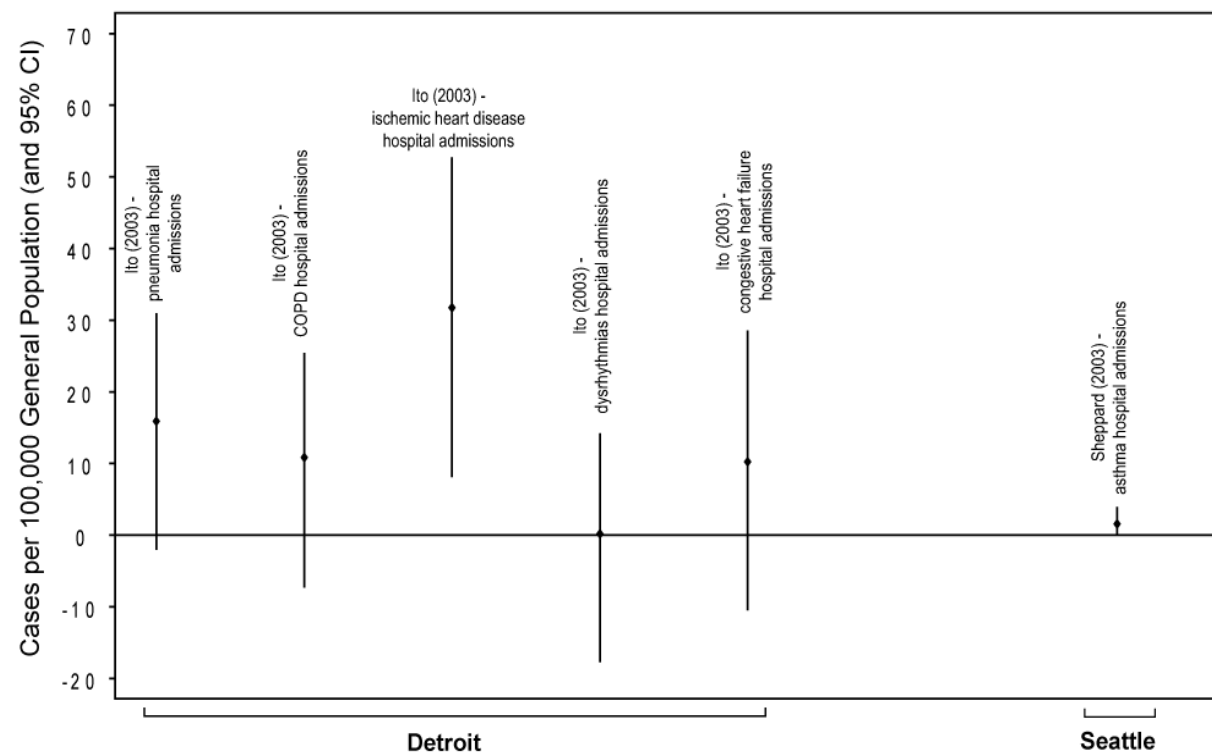 Cases per 100,000 General Population (and 95% CI)
70
60
50
40
30
20
10
0
-10
-20
Ito (2003) -
pneumonia hospital
admissions
Ito (2003) -
COPD hospital admissions
Ito (2003) -
ischemic heart disease
hospital admissions
Ito (2003) -
dysrhythmias hospital admissions
Ito (2003) -
congestive heart failure
hospital admissions
Sheppard (2003) -
asthma hospital admissions
Detroit
Seattle